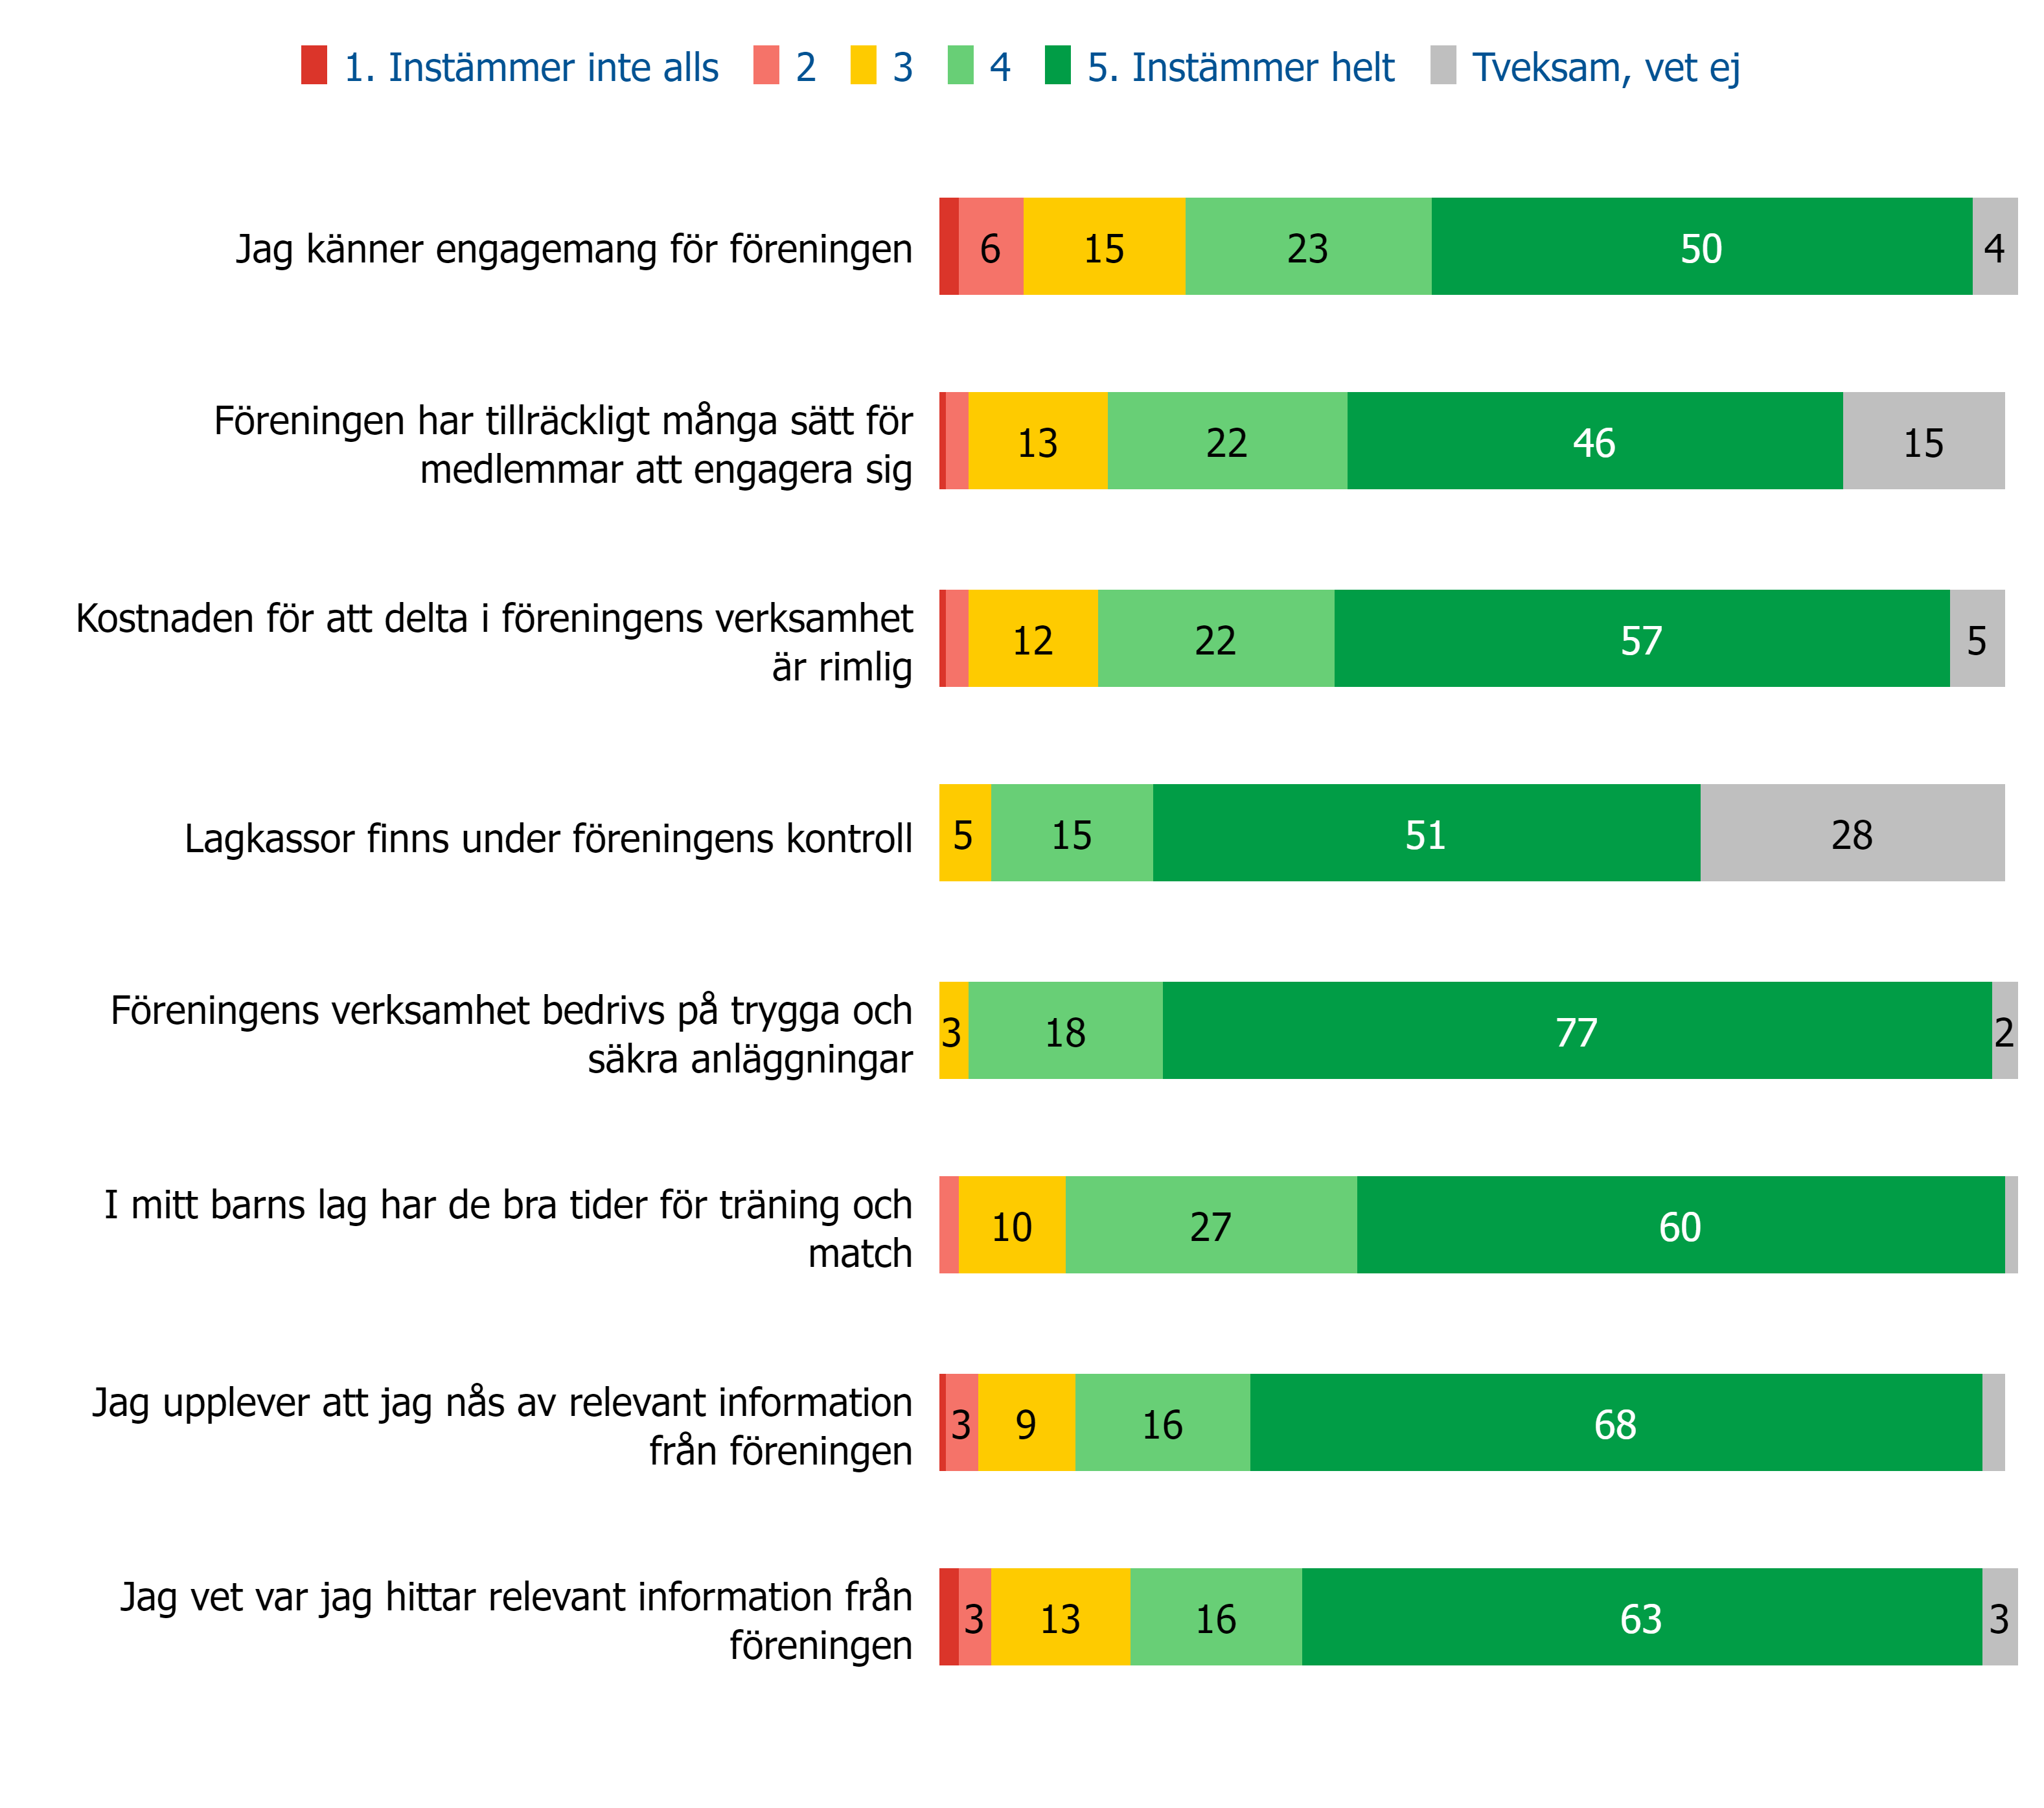 1. Instämmer inte alls 2 3 4 5. Instämmer helt Tveksam, vet ej
Jag känner engagemang för föreningen 6 15 23 50 4
Föreningen har tillräckligt många sätt för
medlemmar att engagera sig
13 22 46 15
Kostnaden för att delta i föreningens verksamhet
är rimlig
12 22 57 5
Lagkassor finns under föreningens kontroll 5 15 51 28
Föreningens verksamhet bedrivs på trygga och
säkra anläggningar
3 18 77 2
I mitt barns lag har de bra tider för träning och
match
10 27 60
Jag upplever att jag nås av relevant information
från föreningen
3 9 16 68
Jag vet var jag hittar relevant information från
föreningen
3 13 16 63 3